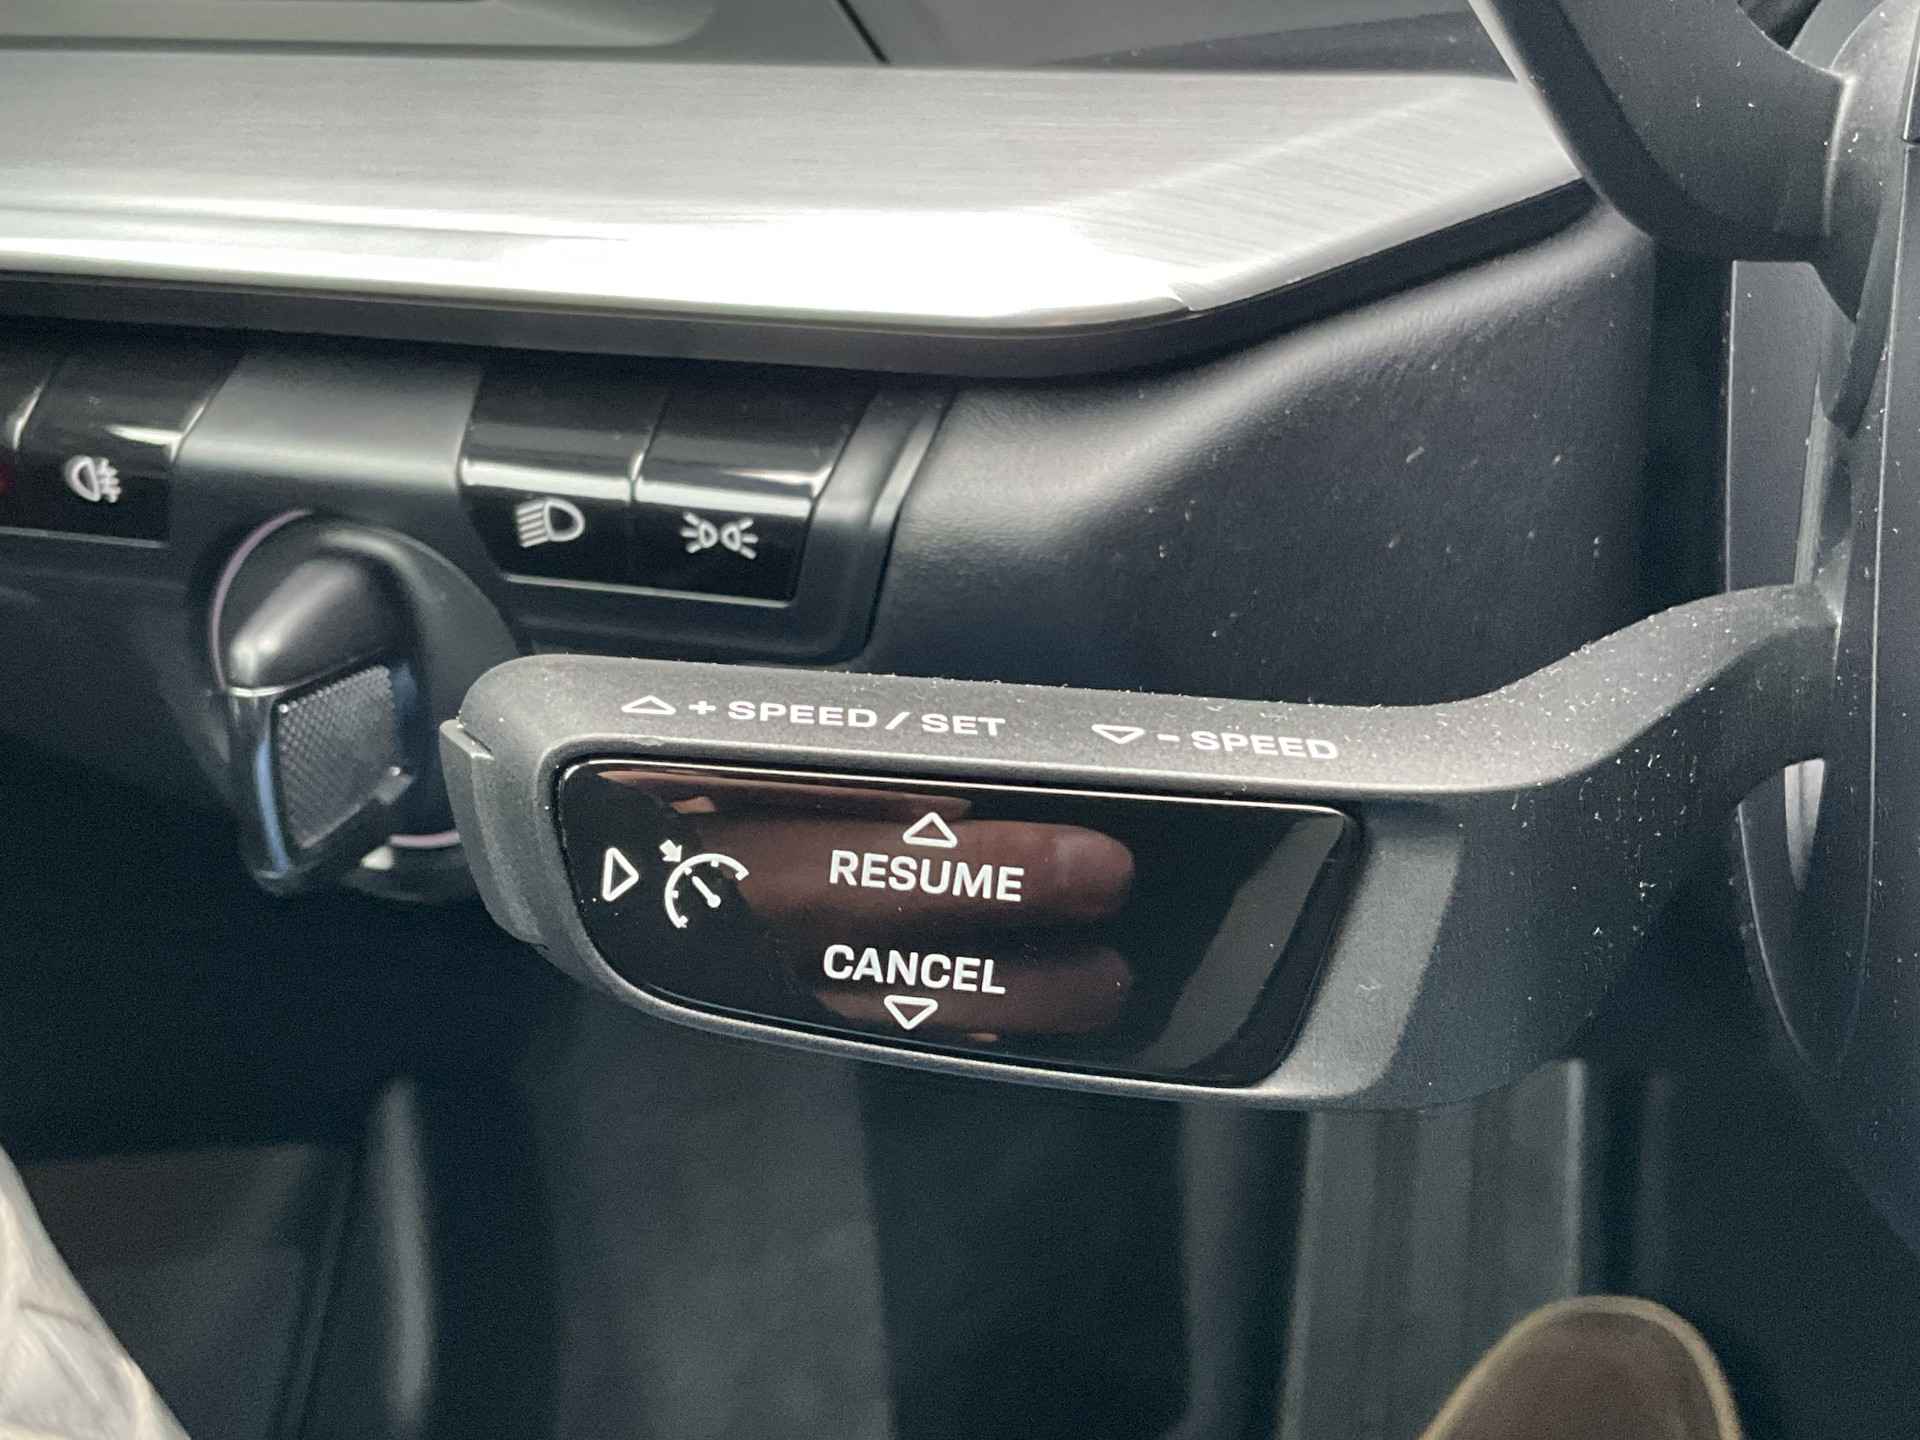 + SPEED / SET
- SPEED
RESUME
CANCEL